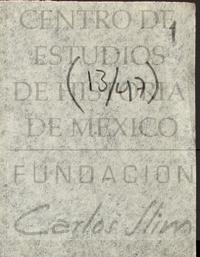 CENTRO DE
1
ESTUDIOS
(13/47)
DE HISTORIA
DE MEXICO
FUNDACION
Carlos Slim